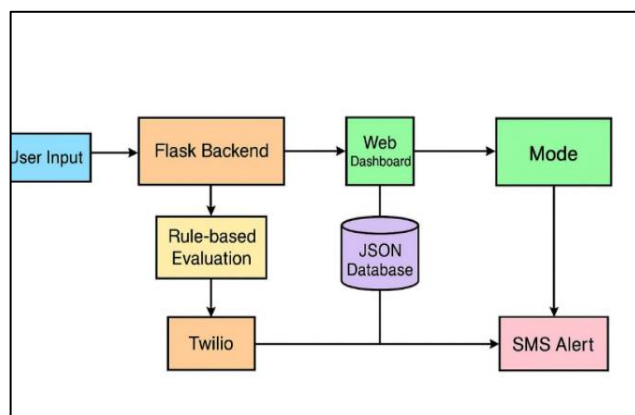 User Input
Flask Backend
Web
Dashboard
Mode
Rule-based
Evaluation
JSON
Database
Twilio
SMS Alert